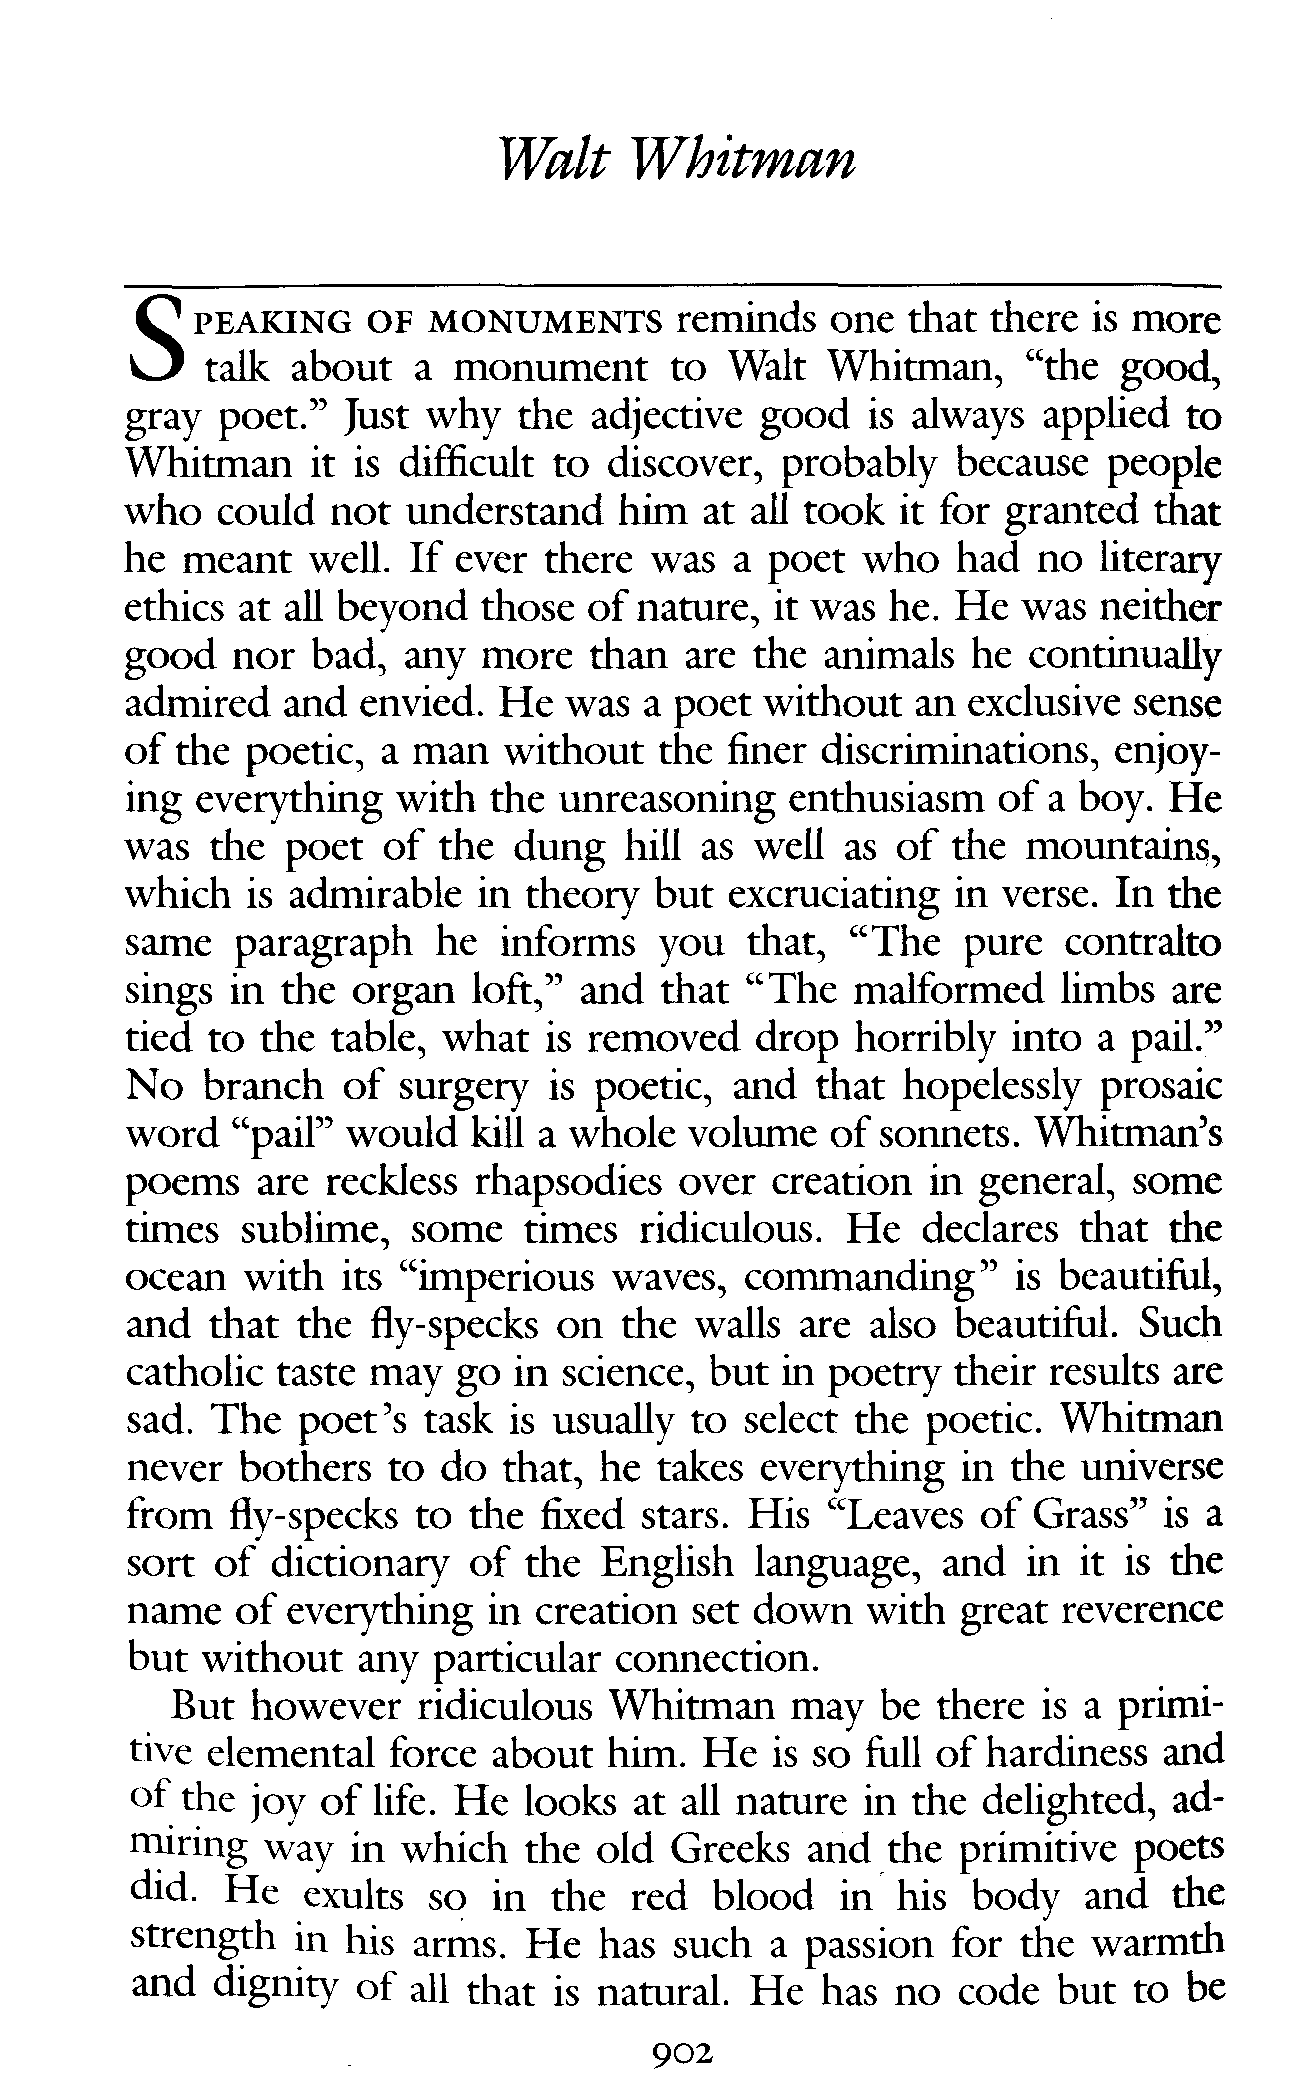 Walt Whitman
SPEAKING OF MONUMENTS reminds one that there is more
talk about a monument to Walt Whitman, “the good,
gray poet.” Just why the adjective good is always applied to
Whitman it is difficult to discover, probably because people
who could not understand him at all took it for granted that
he meant well. If ever there was a poet who had no literary
ethics at all beyond those of nature, it was he. He was neither
good nor bad, any more than are the animals he continually
admired and envied. He was a poet without an exclusive sense
of the poetic, a man without the finer discriminations, enjoy-
ing everything with the unreasoning enthusiasm of a boy. He
was the poet of the dung hill as well as of the mountains,
which is admirable in theory but excruciating in verse. In the
same paragraph he informs you that, “The pure contralto
sings in the organ loft,” and that “The malformed limbs are
tied to the table, what is removed drop horribly into a pail.”
No branch of surgery is poetic, and that hopelessly prosaic
word “pail” would kill a whole volume of sonnets. Whitman’s
poems are reckless rhapsodies over creation in general, some
times sublime, some times ridiculous. He declares that the
ocean with its “imperious waves, commanding” is beautiful,
and that the fly-specks on the walls are also beautiful. Such
catholic taste may go in science, but in poetry their results are
sad. The poet’s task is usually to select the poetic. Whitman
never bothers to do that, he takes everything in the universe
from fly-specks to the fixed stars. His “Leaves of Grass” is a
sort of dictionary of the English language, and in it is the
name of everything in creation set down with great reverence
but without any particular connection.
But however ridiculous Whitman may be there is a primi-
tive elemental force about him. He is so full of hardiness and
of the joy of life. He looks at all nature in the delighted, ad-
miring way in which the old Greeks and the primitive poets
did. He exults so in the red blood in his body and the
strength in his arms. He has such a passion for the warmth
and dignity of all that is natural. He has no code but to be
902